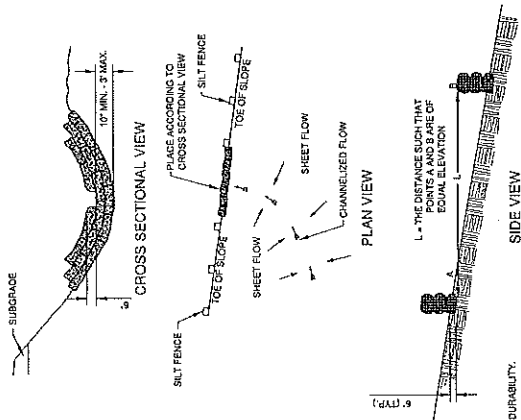 SUBGRADE
10" MIN. - 3' MAX.
6"
CROSS SECTIONAL VIEW
PLACE ACCORDING TO
CROSS SECTIONAL VIEW
SILT FENCE
TOE OF SLOPE
SILT FENCE
TOE OF SLOPE
SHEET FLOW
SHEET FLOW
CHANNELIZED FLOW
PLAN VIEW
L = THE DISTANCE SUCH THAT
POINTS A AND B ARE OF
EQUAL ELEVATION
L
B
A
6" (TYP.)
SIDE VIEW
DURABILITY.